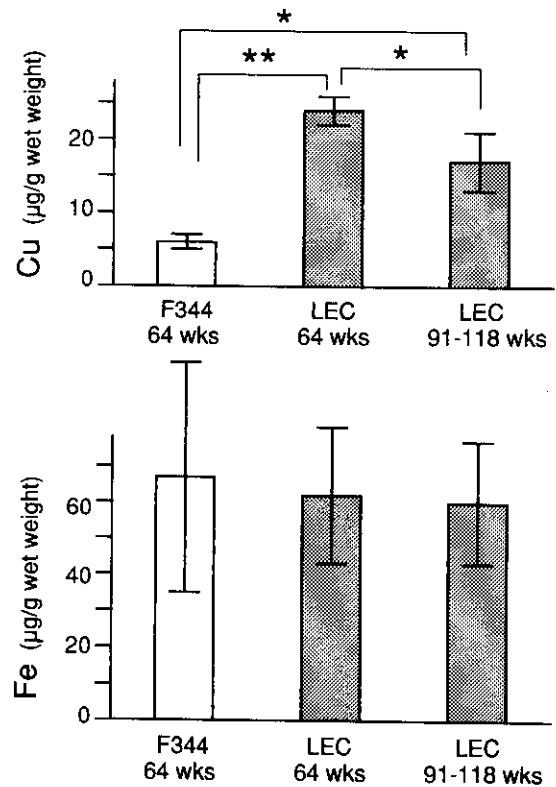 *
**
*
Cu (µg/g wet weight)
20
10
0
F344
64 wks
LEC
64 wks
LEC
91-118 wks
Fe (µg/g wet weight)
60
40
20
0
F344
64 wks
LEC
64 wks
LEC
91-118 wks